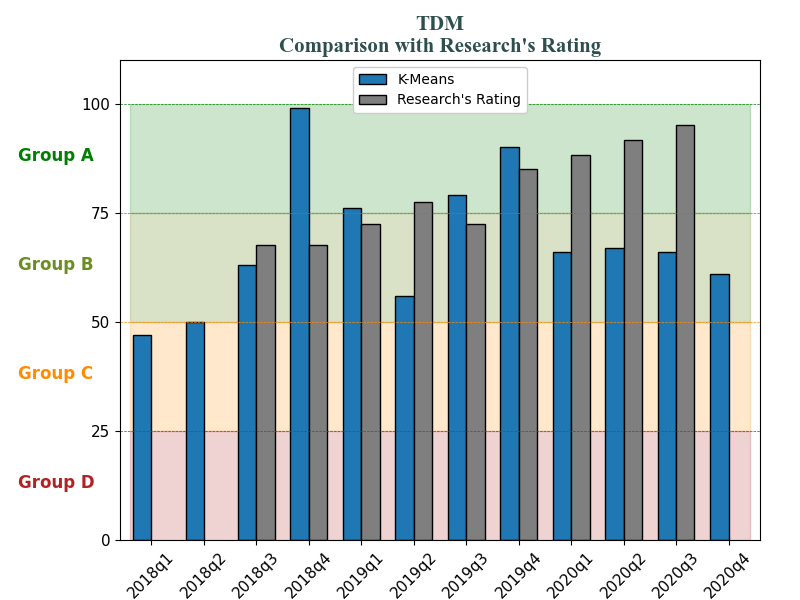 TDM
Comparison with Research's Rating
K-Means
Research's Rating
100
Group A
75
Group B
50
Group C
25
Group D
0
2018q1
2018q2
2018q3
2018q4
2019q1
2019q2
2019q3
2019q4
2020q1
2020q2
2020q3
2020q4